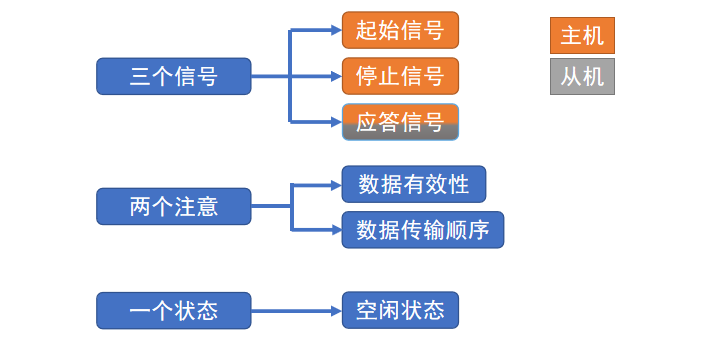 起始信号
主机
三个信号
停止信号
从机
应答信号
两个注意
数据有效性
数据传输顺序
一个状态
空闲状态